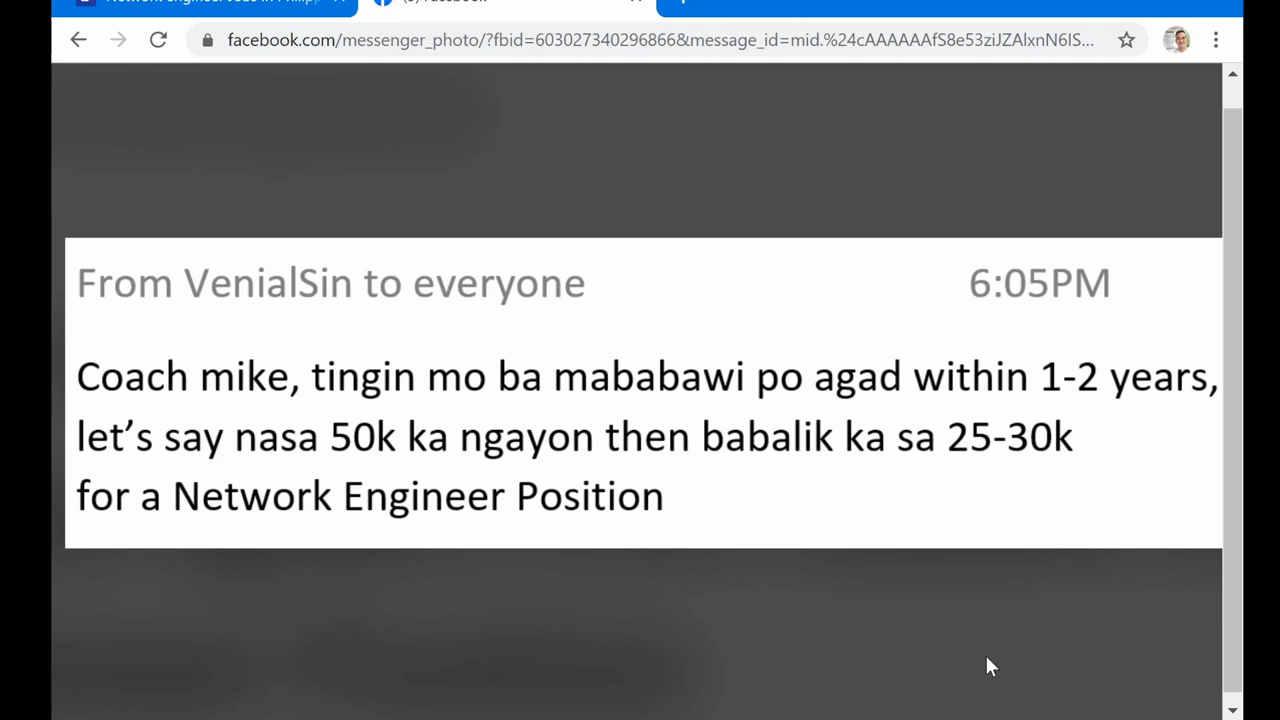 facebook.com/messenger_photo/?fbid=603027340296866&message_id=mid.%24cAAAAAAfS8e53ziJZAlxnN6lS...
From VenialSin to everyone 6:05PM
Coach mike, tingin mo ba mababawi po agad within 1-2 years,
let’s say nasa 50k ka ngayon then babalik ka sa 25-30k
for a Network Engineer Position